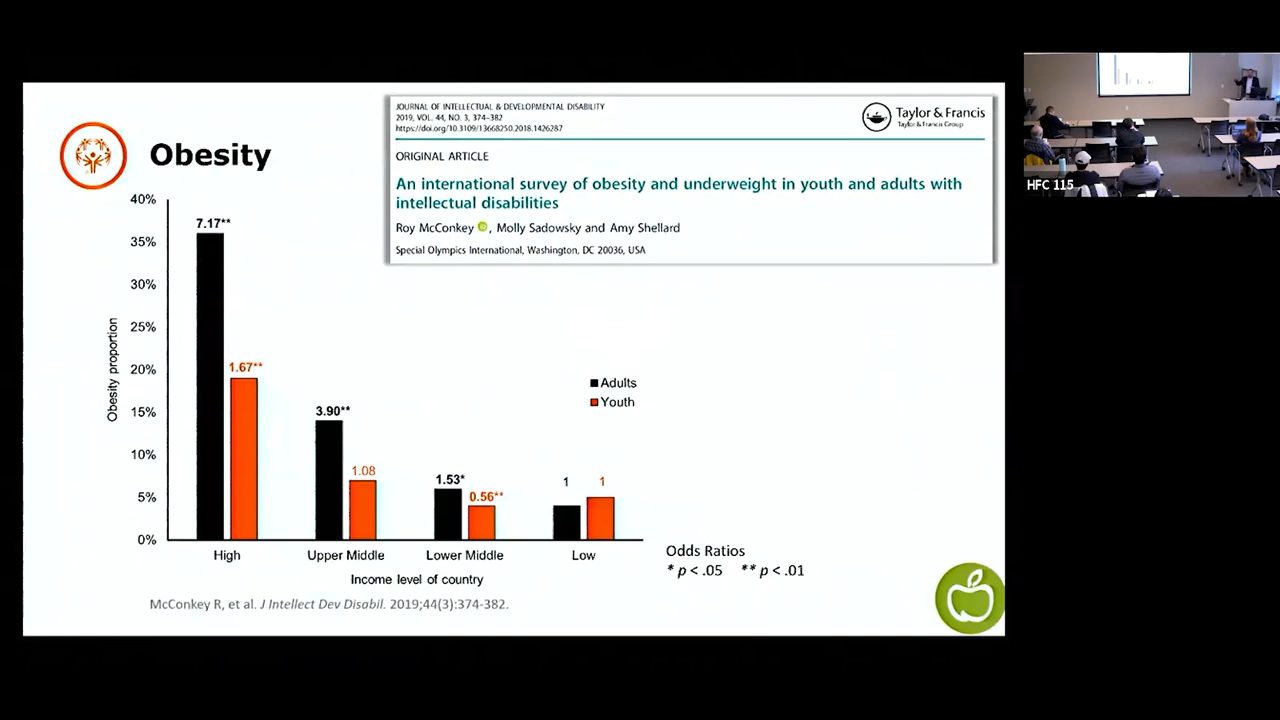 JOURNAL OF INTELLECTUAL & DEVELOPMENTAL DISABILITY
2019, VOL. 44, NO. 3, 374–382
https://doi.org/10.3109/13668250.2018.1426287
Taylor & Francis
Taylor & Francis Group
ORIGINAL ARTICLE
An international survey of obesity and underweight in youth and adults with
intellectual disabilities
Roy McConkey iD, Molly Sadowsky and Amy Shellard
Special Olympics International, Washington, DC 20036, USA
Obesity
40%
35%
30%
25%
20%
15%
10%
5%
0%
Obesity proportion
7.17**
1.67**
3.90**
1.08
1.53*
0.56**
1
1
Adults
Youth
High
Upper Middle
Lower Middle
Low
Income level of country
Odds Ratios
* p < .05 ** p < .01
McConkey R, et al. J Intellect Dev Disabil. 2019;44(3):374-382.
HFC 115